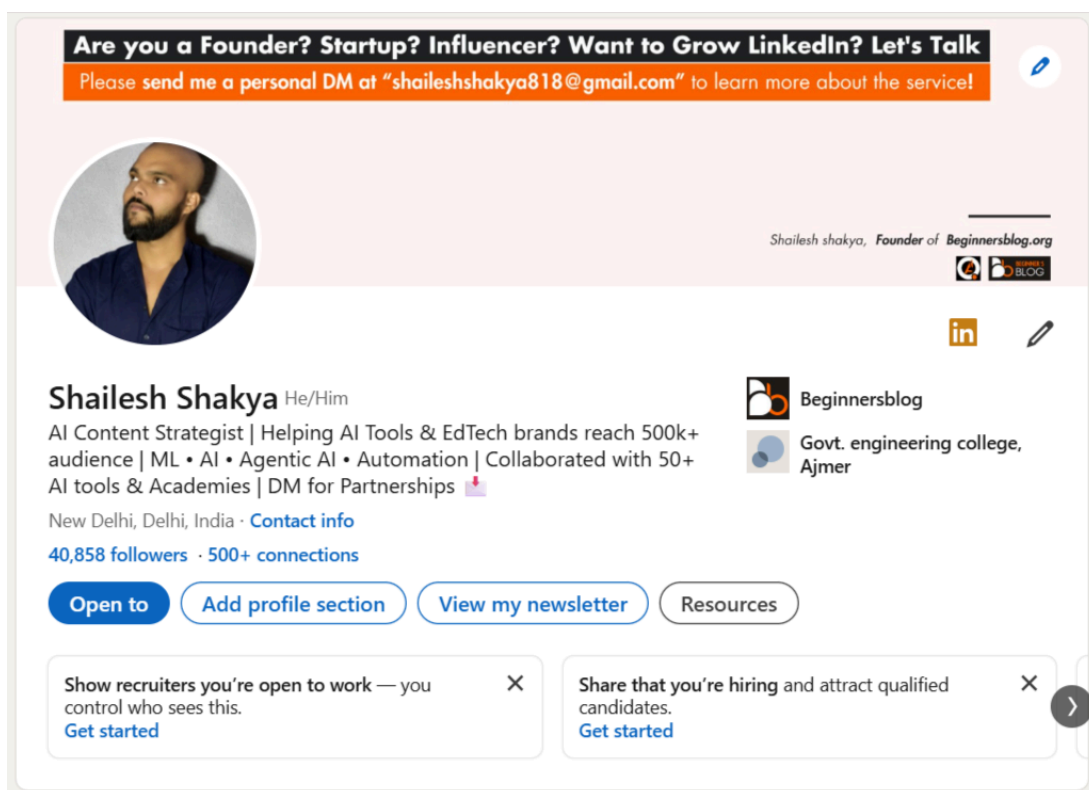 Are you a Founder? Startup? Influencer? Want to Grow LinkedIn? Let's Talk
Please send me a personal DM at “shaileshshakya818@gmail.com” to learn more about the service!
Shailesh shakya, Founder of Beginnersblog.org
BEGINNER'S
BLOG
in
Shailesh Shakya He/Him
AI Content Strategist | Helping AI Tools & EdTech brands reach 500k+
audience | ML • AI • Agentic AI • Automation | Collaborated with 50+
AI tools & Academies | DM for Partnerships 📩
New Delhi, Delhi, India · Contact info
40,858 followers · 500+ connections
Beginnersblog
Govt. engineering college,
Ajmer
Open to
Add profile section
View my newsletter
Resources
Show recruiters you’re open to work — you
control who sees this.
Get started
Share that you’re hiring and attract qualified
candidates.
Get started